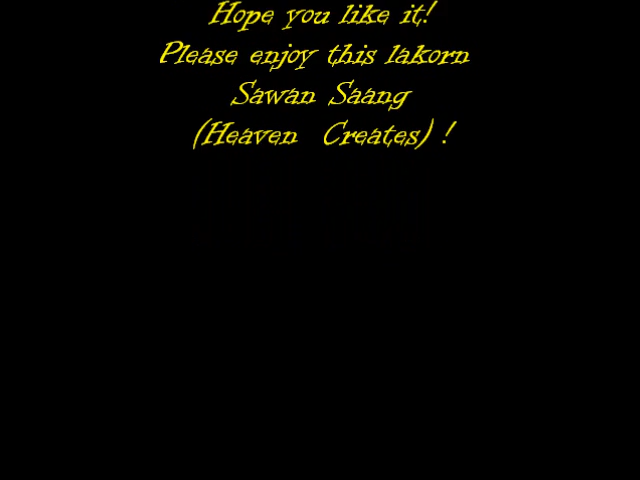 Hope you like it!
Please enjoy this lakorn
Sawan Saang
(Heaven Creates) !